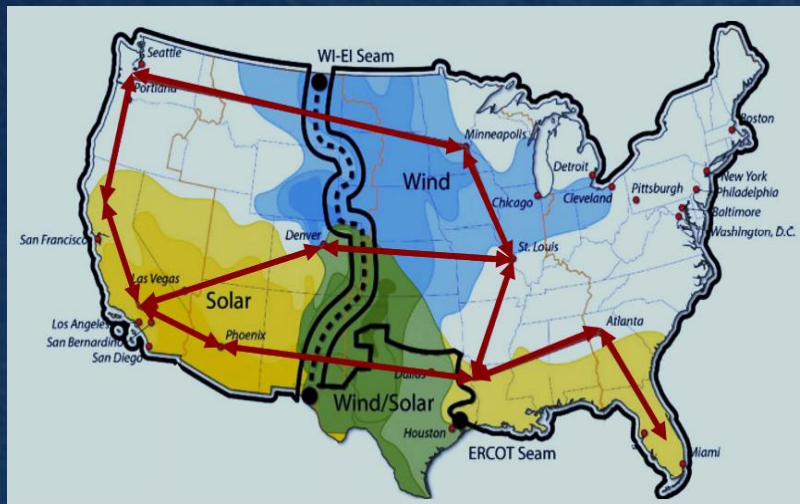 WI-EI Seam
Seattle
Portland
Minneapolis
Boston
Detroit
New York
Wind
Pittsburgh
Philadelphia
Chicago
Cleveland
Baltimore
Washington, D.C.
San Francisco
Denver
St. Louis
Las Vegas
Solar
Los Angeles
Phoenix
Atlanta
San Bernardino
San Diego
Dallas
Wind/Solar
Houston
ERCOT Seam
Miami